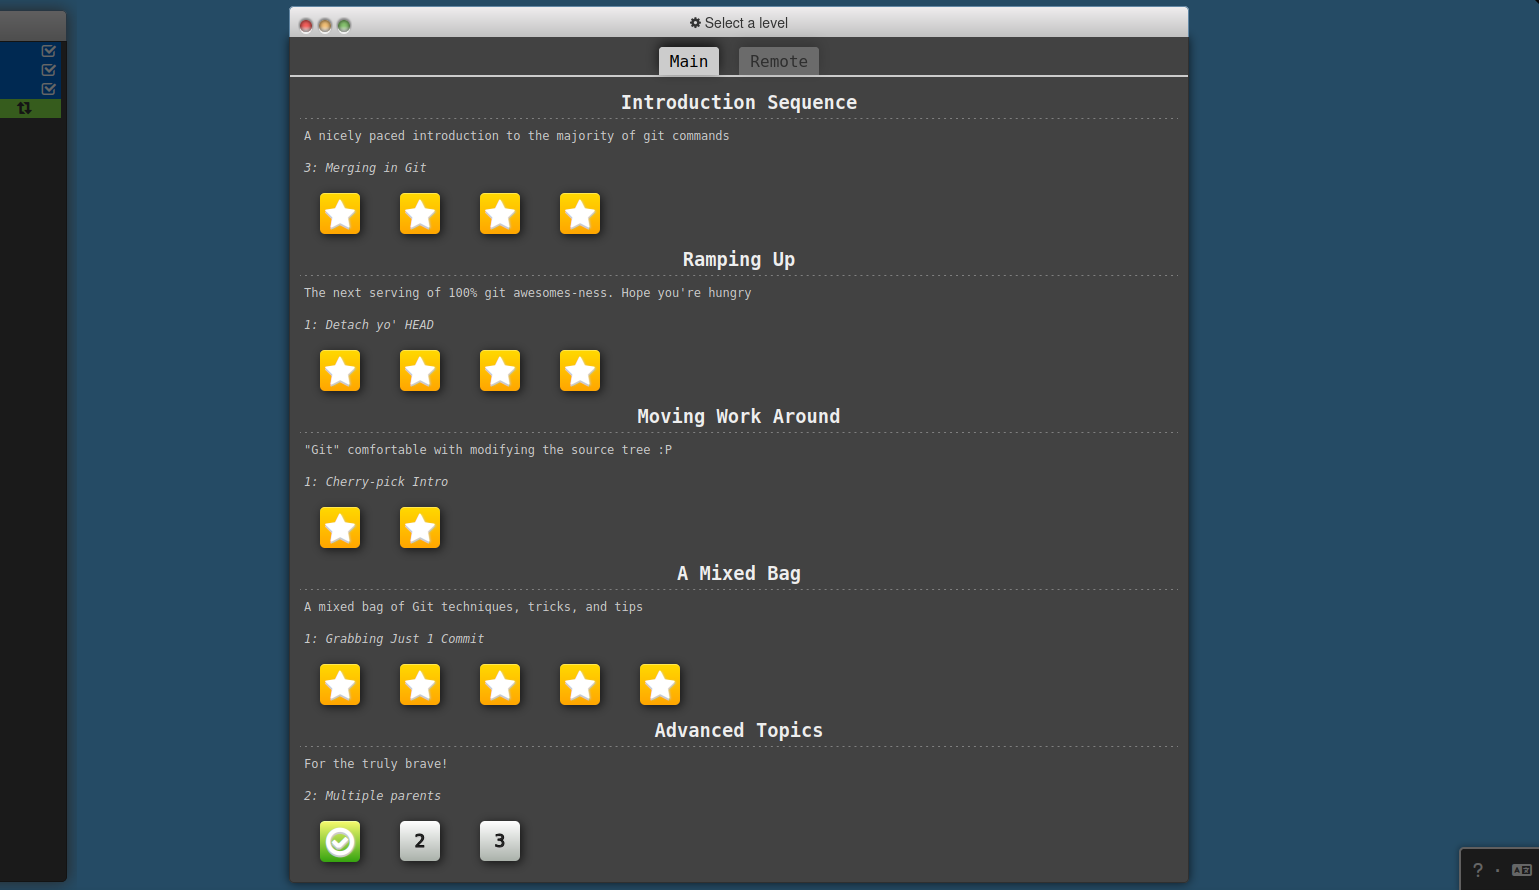 Select a level
Main
Remote
Introduction Sequence
A nicely paced introduction to the majority of git commands
3: Merging in Git
Ramping Up
The next serving of 100% git awesomes-ness. Hope you're hungry
1: Detach yo' HEAD
Moving Work Around
"Git" comfortable with modifying the source tree :P
1: Cherry-pick Intro
A Mixed Bag
A mixed bag of Git techniques, tricks, and tips
1: Grabbing Just 1 Commit
Advanced Topics
For the truly brave!
2: Multiple parents
2
3
? ·